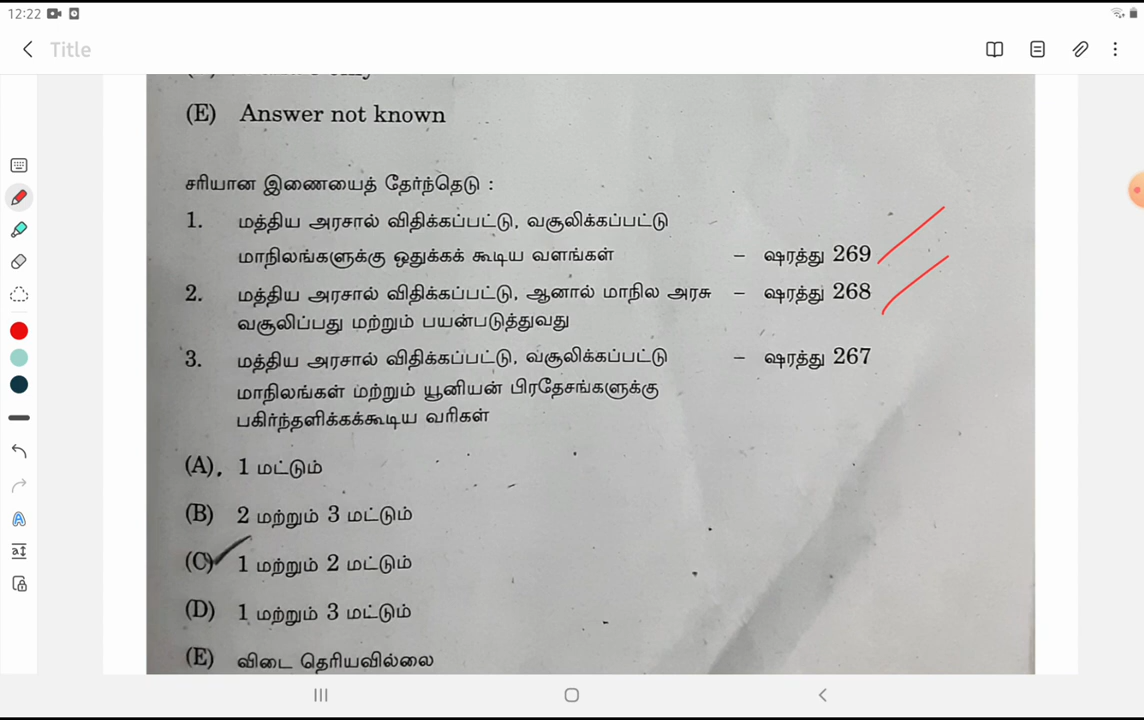 12:22
Title
(E) Answer not known
சரியான இணையைத் தேர்ந்தெடு :
1. மத்திய அரசால் விதிக்கப்பட்டு, வசூலிக்கப்பட்டு
மாநிலங்களுக்கு ஒதுக்கக் கூடிய வளங்கள் – ஷரத்து 269
2. மத்திய அரசால் விதிக்கப்பட்டு, ஆனால் மாநில அரசு – ஷரத்து 268
வசூலிப்பது மற்றும் பயன்படுத்துவது
3. மத்திய அரசால் விதிக்கப்பட்டு, வசூலிக்கப்பட்டு – ஷரத்து 267
மாநிலங்கள் மற்றும் யூனியன் பிரதேசங்களுக்கு
பகிர்ந்தளிக்கக்கூடிய வரிகள்
(A) 1 மட்டும்
(B) 2 மற்றும் 3 மட்டும்
(C) 1 மற்றும் 2 மட்டும்
(D) 1 மற்றும் 3 மட்டும்
(E) விடை தெரியவில்லை